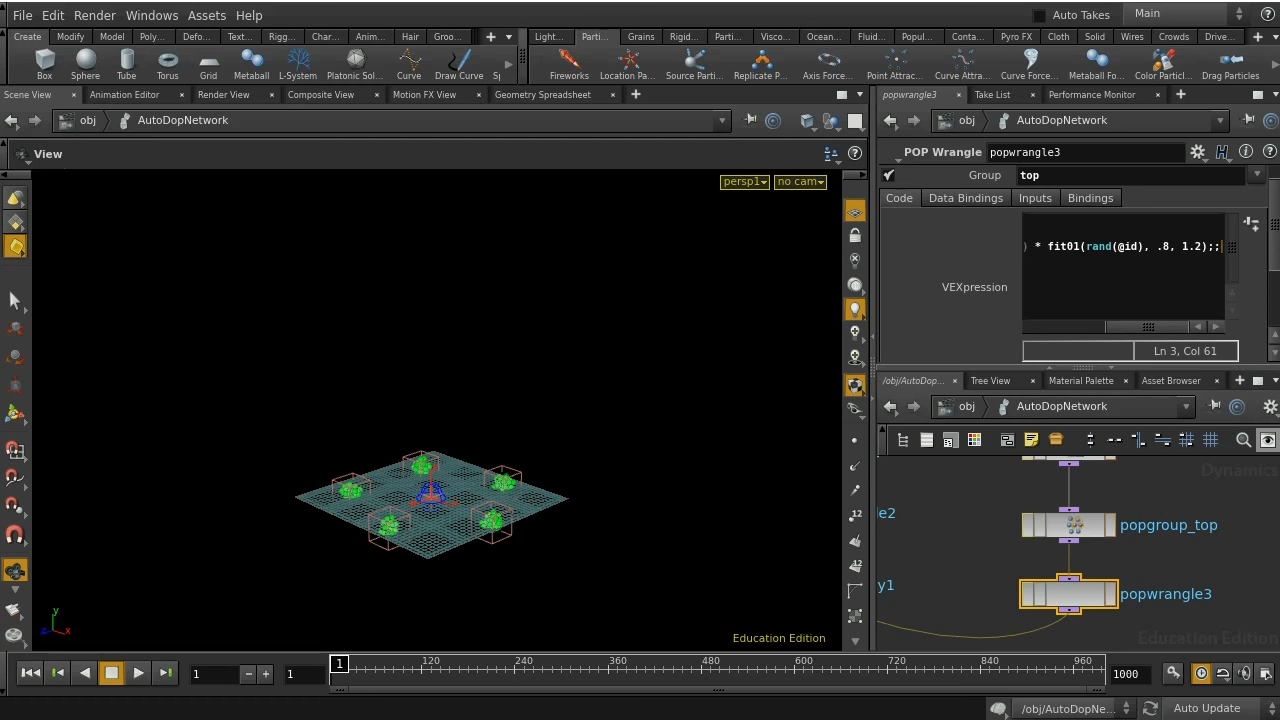 File Edit Render Windows Assets Help Auto Takes Main
Create Modify Model Poly... Defo... Text... Rigg... Char... Anim... Hair Groo... Light... Parti... Grains Rigid... Parti... Visco... Ocean... Fluid... Popul... Conta... Pyro FX Cloth Solid Wires Crowds Drive...
Box Sphere Tube Torus Grid Metaball L-System Platonic Sol... Curve Draw Curve Fireworks Location Pa... Source Parti... Replicate P... Axis Force... Point Attrac... Curve Attra... Curve Force... Metaball Fo... Color Particl... Drag Particles
Scene View Animation Editor Render View Composite View Motion FX View Geometry Spreadsheet popwrangle3 Take List Performance Monitor
obj AutoDopNetwork obj AutoDopNetwork
View POP Wrangle popwrangle3
Group top
persp1 no cam
Code Data Bindings Inputs Bindings
) * fit01(rand(@id), .8, 1.2);;
VEXpression
Ln 3, Col 61
/obj/AutoDop... Tree View Material Palette Asset Browser
obj AutoDopNetwork
Dynamics
le2
popgroup_top
y1
popwrangle3
12
12
y
z x
Education Edition
Education Edition
1 1 1 120 240 360 480 600 720 840 960 1000
/obj/AutoDopNe... Auto Update